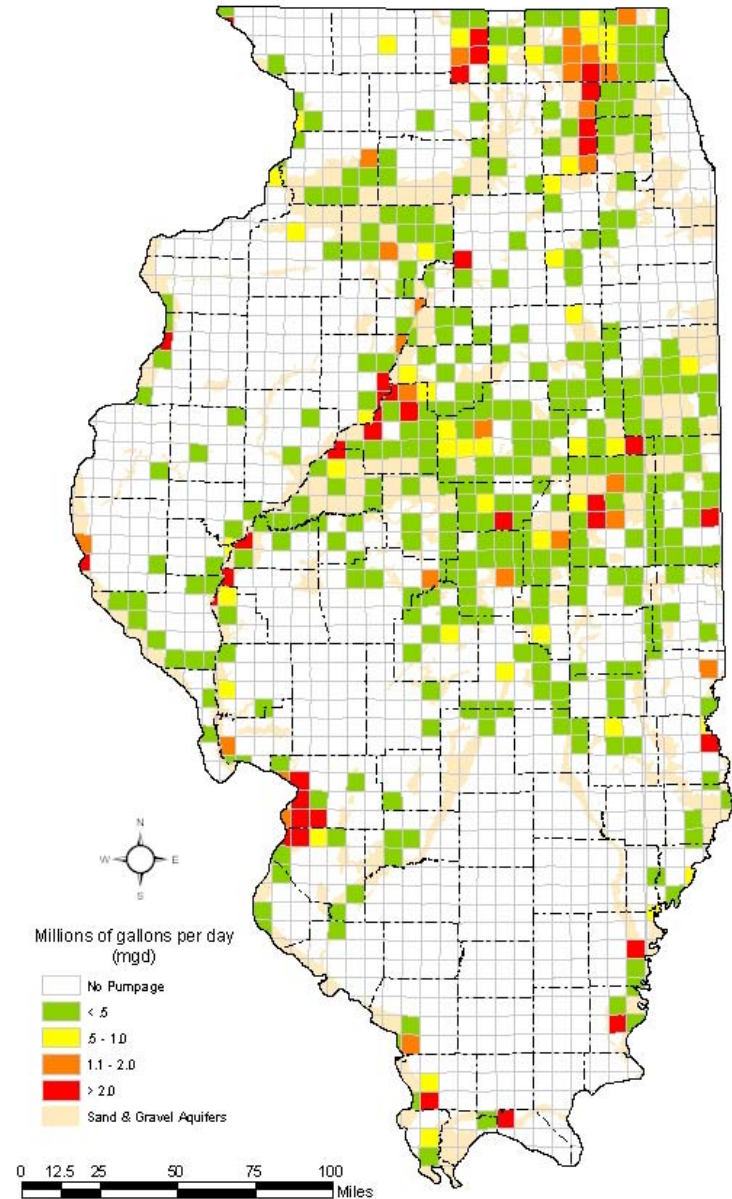 N
W E
S
Millions of gallons per day
(mgd)
No Pumpage
< .5
.5 - 1.0
1.1 - 2.0
> 2.0
Sand & Gravel Aquifers
0 12.5 25 50 75 100
Miles